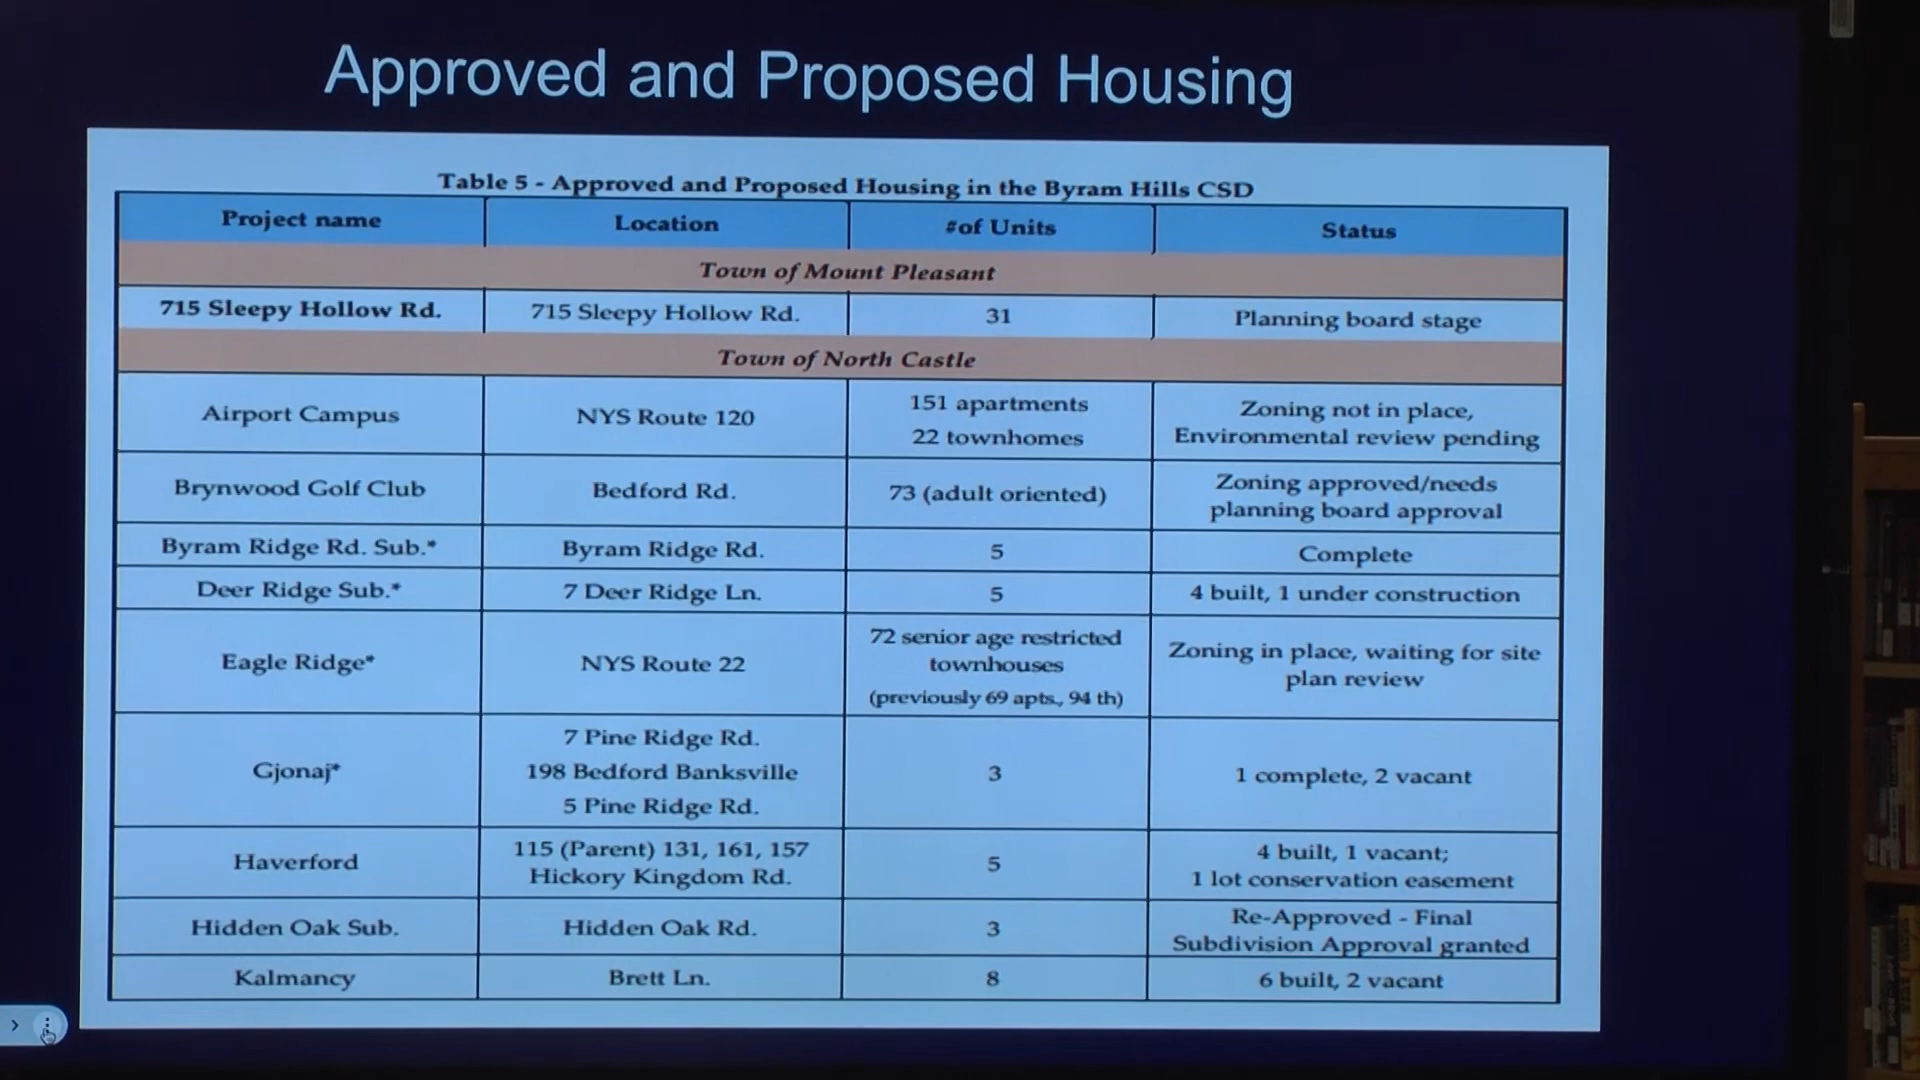 Approved and Proposed Housing
Table 5 - Approved and Proposed Housing in the Byram Hills CSD
Project name Location #of Units Status
Town of Mount Pleasant
715 Sleepy Hollow Rd. 715 Sleepy Hollow Rd. 31 Planning board stage
Town of North Castle
Airport Campus NYS Route 120 151 apartments
22 townhomes Zoning not in place,
Environmental review pending
Brynwood Golf Club Bedford Rd. 73 (adult oriented) Zoning approved/needs
planning board approval
Byram Ridge Rd. Sub.* Byram Ridge Rd. 5 Complete
Deer Ridge Sub.* 7 Deer Ridge Ln. 5 4 built, 1 under construction
Eagle Ridge* NYS Route 22 72 senior age restricted
townhouses
(previously 69 apts., 94 th) Zoning in place, waiting for site
plan review
Gjonaj* 7 Pine Ridge Rd.
198 Bedford Banksville
5 Pine Ridge Rd. 3 1 complete, 2 vacant
Haverford 115 (Parent) 131, 161, 157
Hickory Kingdom Rd. 5 4 built, 1 vacant;
1 lot conservation easement
Hidden Oak Sub. Hidden Oak Rd. 3 Re-Approved - Final
Subdivision Approval granted
Kalmancy Brett Ln. 8 6 built, 2 vacant